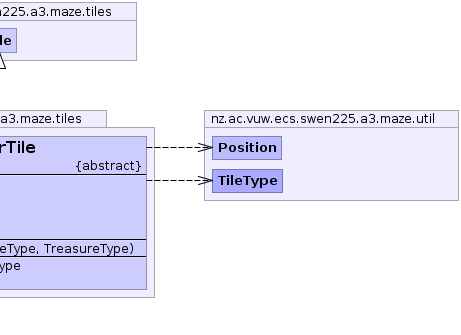 225.a3.maze.tiles
le
a3.maze.tiles
nz.ac.vuw.ecs.swen225.a3.maze.util
rTile
{abstract}
Position
TileType
eType, TreasureType)
ype